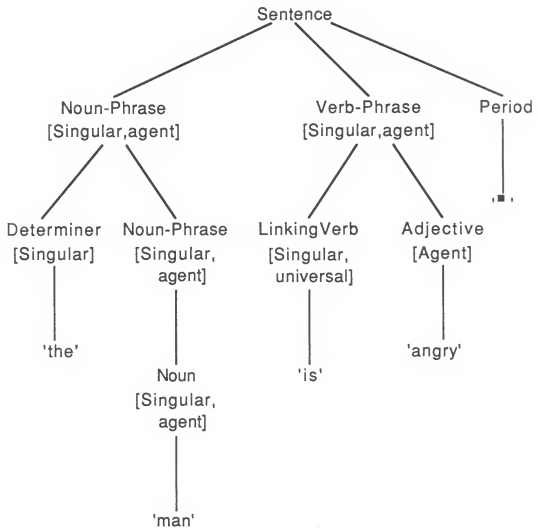 Sentence
Noun-Phrase Verb-Phrase Period
[Singular,agent] [Singular,agent]
'■'
Determiner Noun-Phrase LinkingVerb Adjective
[Singular] [Singular, [Singular, [Agent]
agent] universal]
'the' 'is' 'angry'
Noun
[Singular,
agent]
'man'